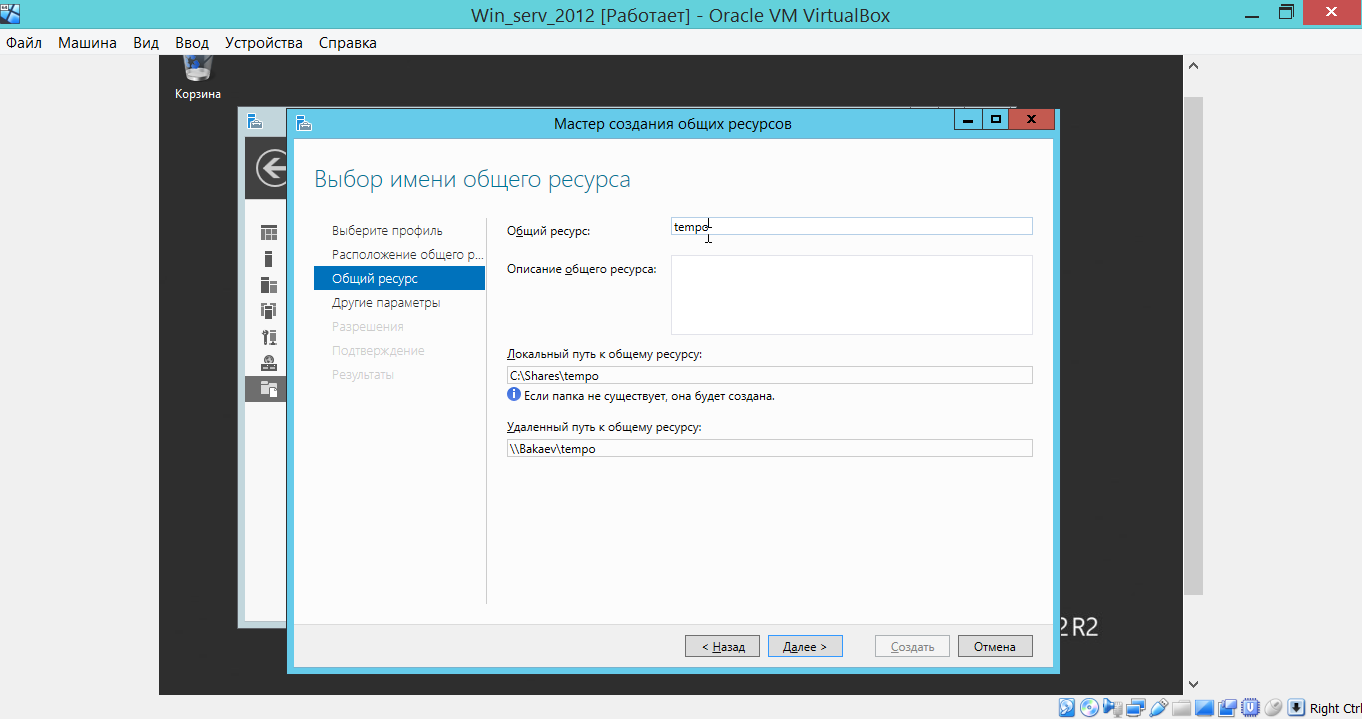 Win_serv_2012 [Работает] - Oracle VM VirtualBox
Файл Машина Вид Ввод Устройства Справка
Корзина
Мастер создания общих ресурсов
Выбор имени общего ресурса
Выберите профиль
Расположение общего р...
Общий ресурс
Другие параметры
Разрешения
Подтверждение
Результаты
Общий ресурс: tempo
Описание общего ресурса:
Локальный путь к общему ресурсу:
C:\Shares\tempo
Если папка не существует, она будет создана.
Удаленный путь к общему ресурсу:
\\Bakaev\tempo
< Назад Далее > Создать Отмена
2 R2
Right Ctrl